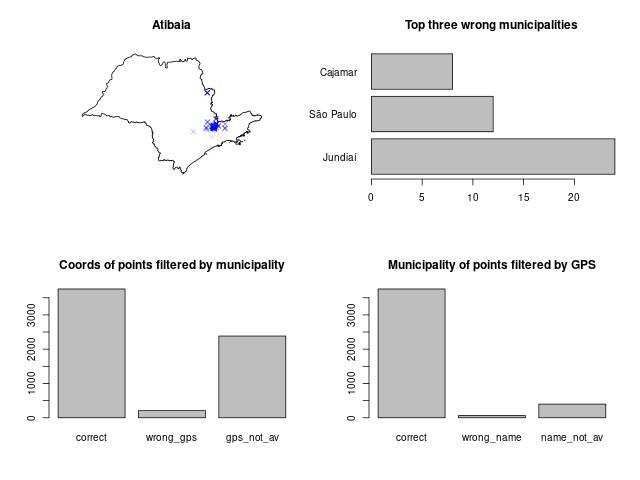 Atibaia
Top three wrong municipalities
Cajamar
São Paulo
Jundiaí
0 5 10 15 20
Coords of points filtered by municipality
3000
2000
1000
0
correct wrong_gps gps_not_av
Municipality of points filtered by GPS
3000
2000
1000
0
correct wrong_name name_not_av